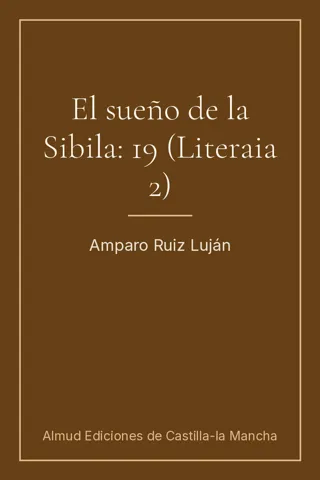 El sueño de la
Sibila: 19 (Literaia
2)
Amparo Ruiz Luján
Almud Ediciones de Castilla-la Mancha